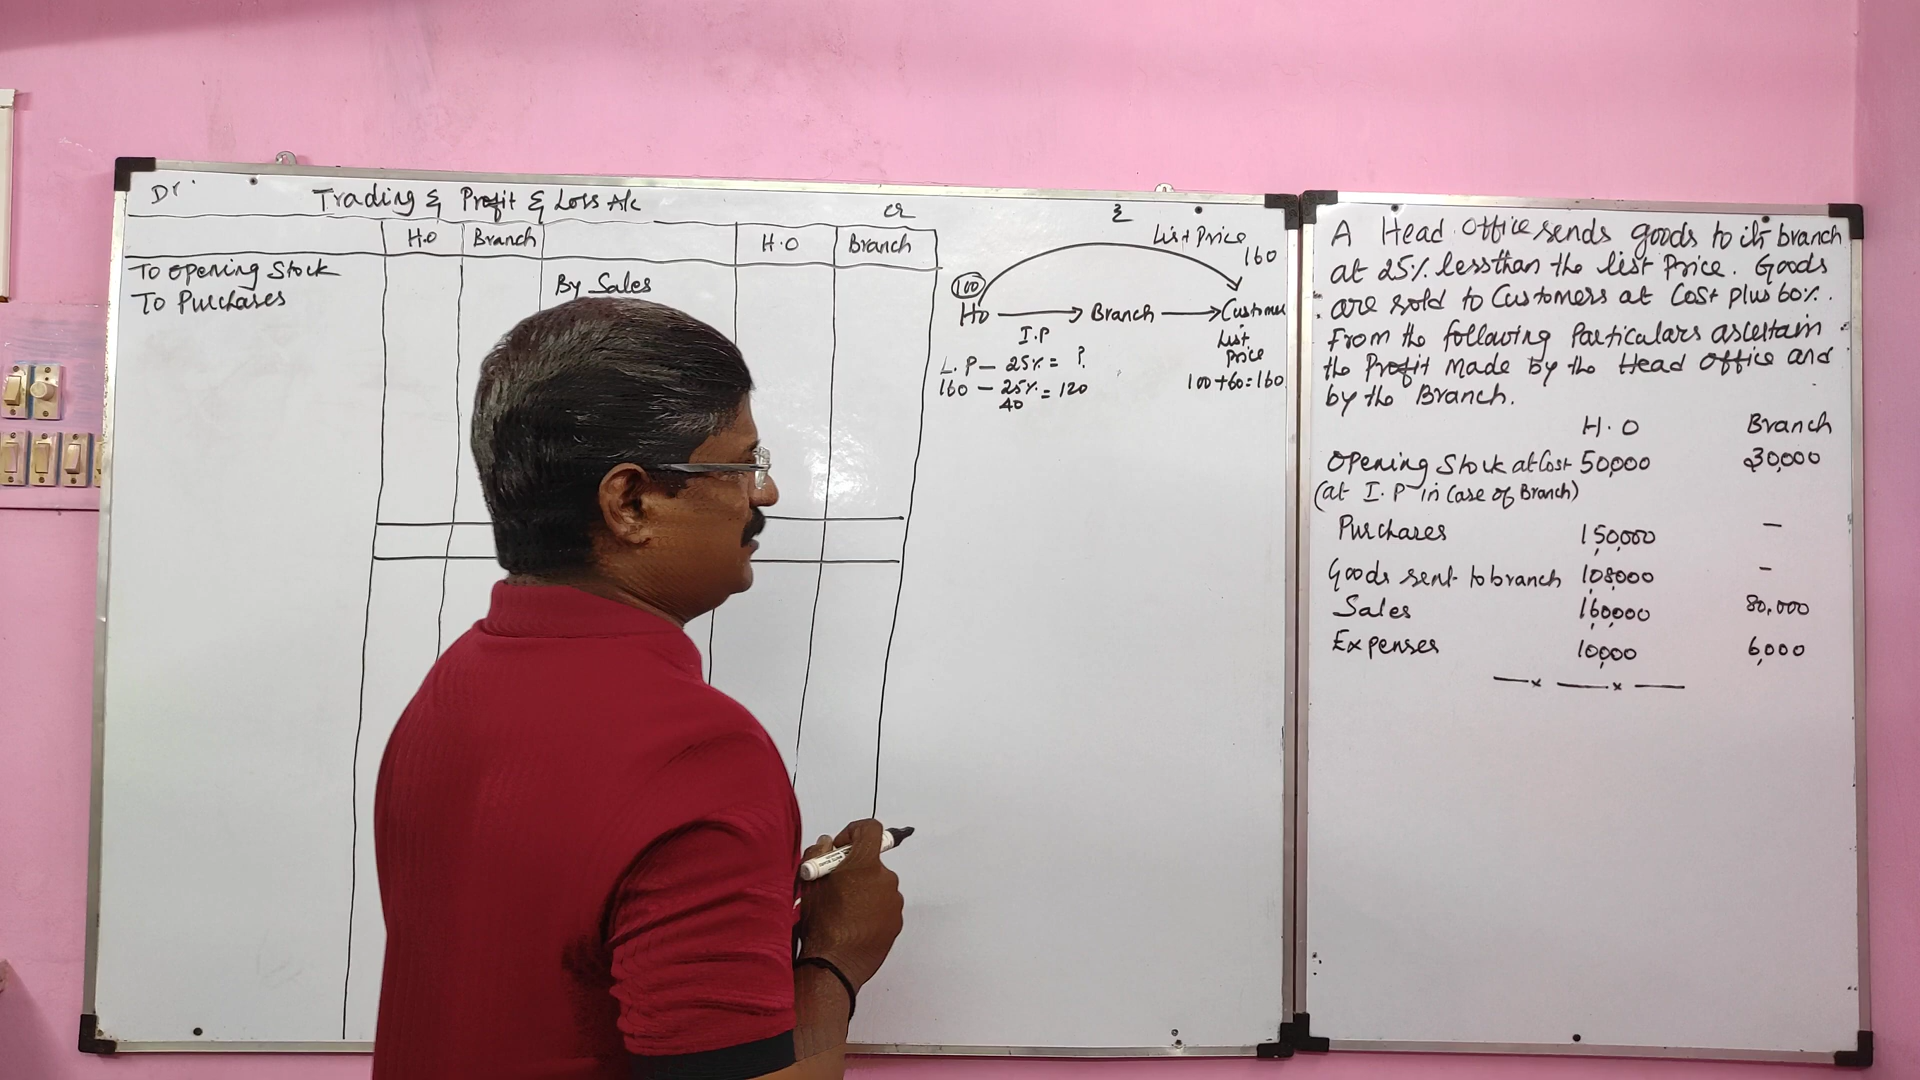 Dr. Trading & Profit & Loss A/c Cr
H.O Branch H.O Branch
To Opening Stock
To Purchases
By Sales
List Price
160
100
HO Branch Customer
I.P
List
Price
100+60=160
L.P - 25% = ?
160 - 25% = 120
40
A Head Office sends goods to its branch
at 25% less than the list Price. Goods
are sold to Customers at Cost plus 60%.
From the following Particulars ascertain
the Profit Made by the Head Office and
by the Branch.
H.O Branch
Opening Stock at Cost 50,000 30,000
(at I.P in Case of Branch)
Purchases 1,50,000 -
Goods sent to branch 1,08,000 -
Sales 1,60,000 80,000
Expenses 10,000 6,000